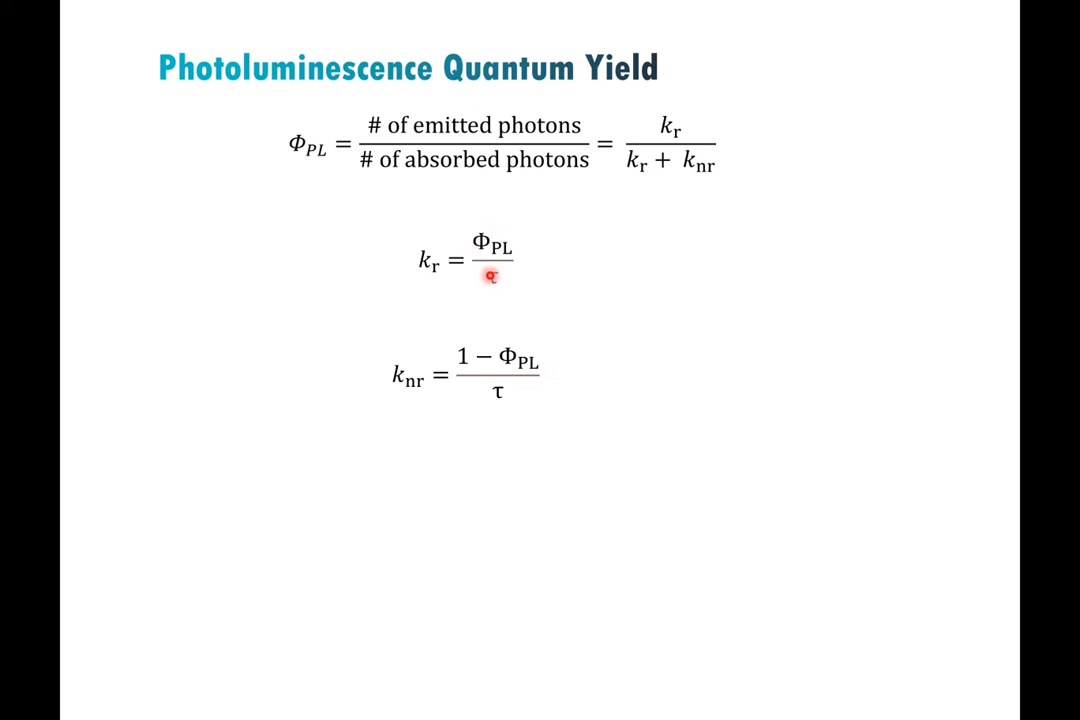 Photoluminescence Quantum Yield
Φ_PL = # of emitted photons / # of absorbed photons = k_r / (k_r + k_nr)
k_r = Φ_PL / τ
k_nr = (1 − Φ_PL) / τ